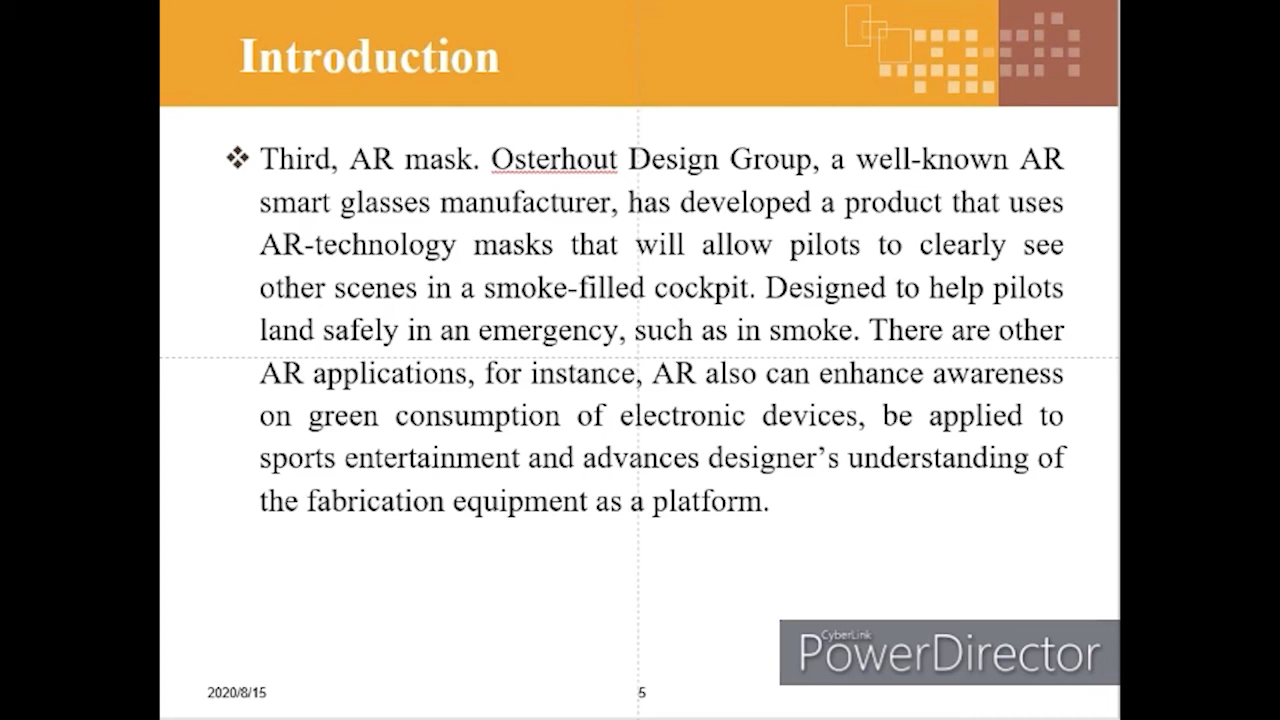 Introduction
❖ Third, AR mask. Osterhout Design Group, a well-known AR
smart glasses manufacturer, has developed a product that uses
AR-technology masks that will allow pilots to clearly see
other scenes in a smoke-filled cockpit. Designed to help pilots
land safely in an emergency, such as in smoke. There are other
AR applications, for instance, AR also can enhance awareness
on green consumption of electronic devices, be applied to
sports entertainment and advances designer’s understanding of
the fabrication equipment as a platform.
CyberLink
PowerDirector
2020/8/15
5